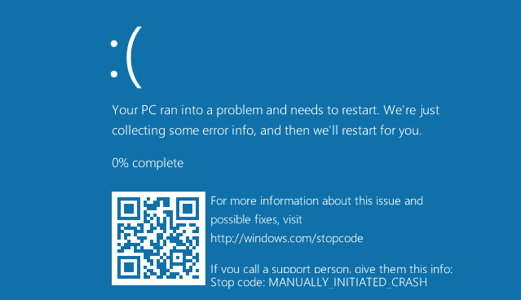 :(
Your PC ran into a problem and needs to restart. We're just
collecting some error info, and then we'll restart for you.
0% complete
For more information about this issue and
possible fixes, visit
http://windows.com/stopcode
If you call a support person, give them this info:
Stop code: MANUALLY_INITIATED_CRASH